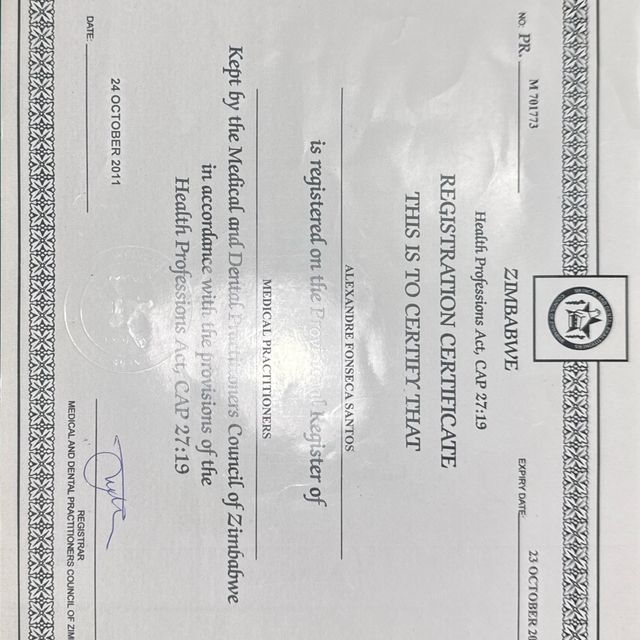 NO: PR. M 701773
EXPIRY DATE: 23 OCTOBER 20
ZIMBABWE
Health Professions Act, CAP 27:19
REGISTRATION CERTIFICATE
THIS IS TO CERTIFY THAT
ALEXANDRE FONSECA SANTOS
is registered on the Provisional Register of
MEDICAL PRACTITIONERS
Kept by the Medical and Dental Practitioners Council of Zimbabwe
in accordance with the provisions of the
Health Professions Act, CAP 27:19
DATE: 24 OCTOBER 2011
REGISTRAR
MEDICAL AND DENTAL PRACTITIONERS COUNCIL OF ZIM